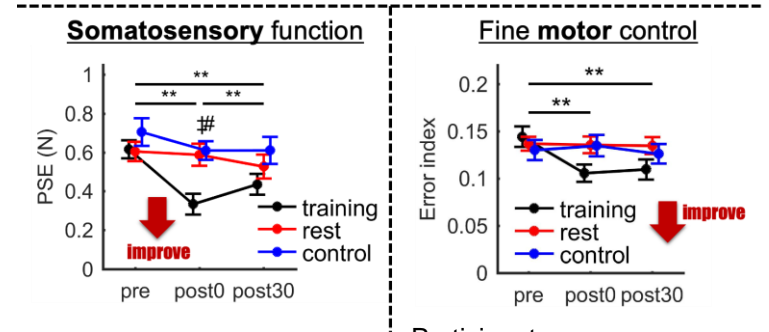 Somatosensory function
**
**
**
#
1
0.8
0.6
0.4
0.2
0
PSE (N)
improve
training
rest
control
pre post0 post30
Fine motor control
**
**
0.2
0.15
0.1
0.05
0
Error index
training
rest
control
improve
pre post0 post30